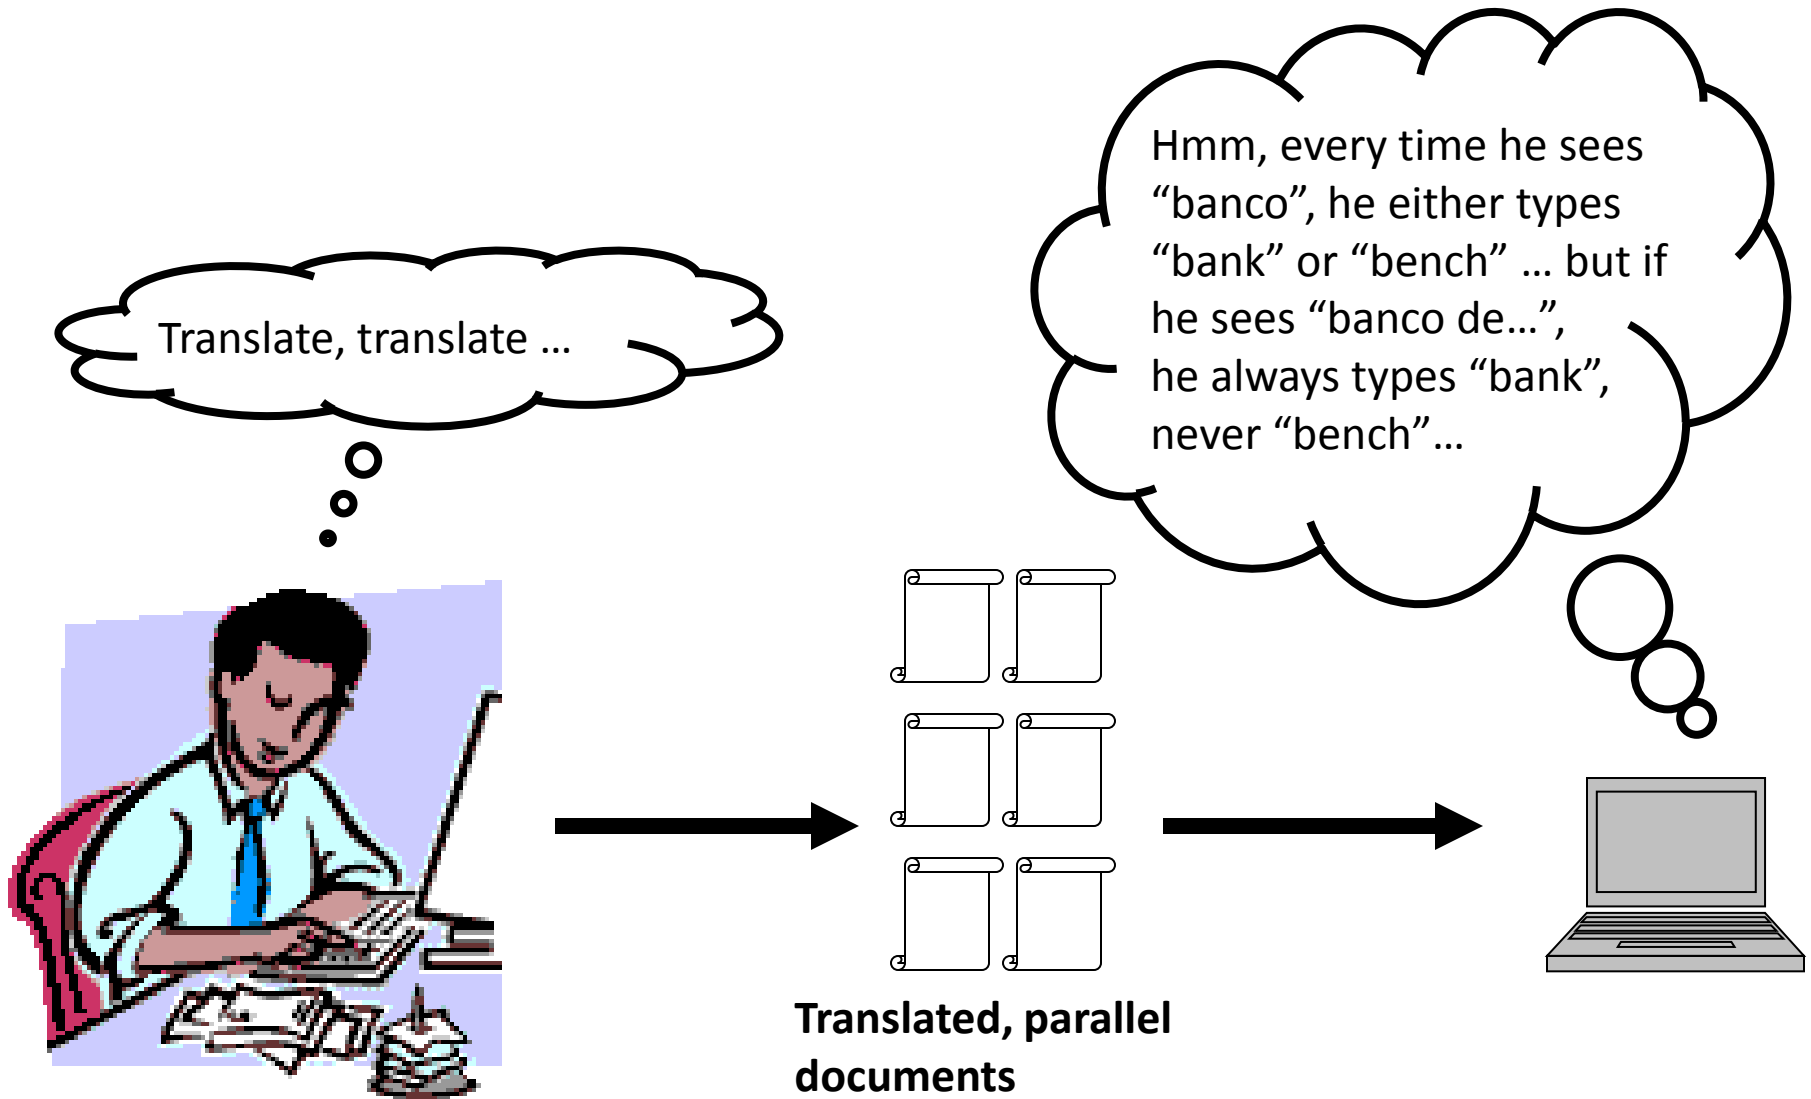 Translate, translate …
Hmm, every time he sees
“banco”, he either types
“bank” or “bench” … but if
he sees “banco de…”,
he always types “bank”,
never “bench”…
Translated, parallel
documents